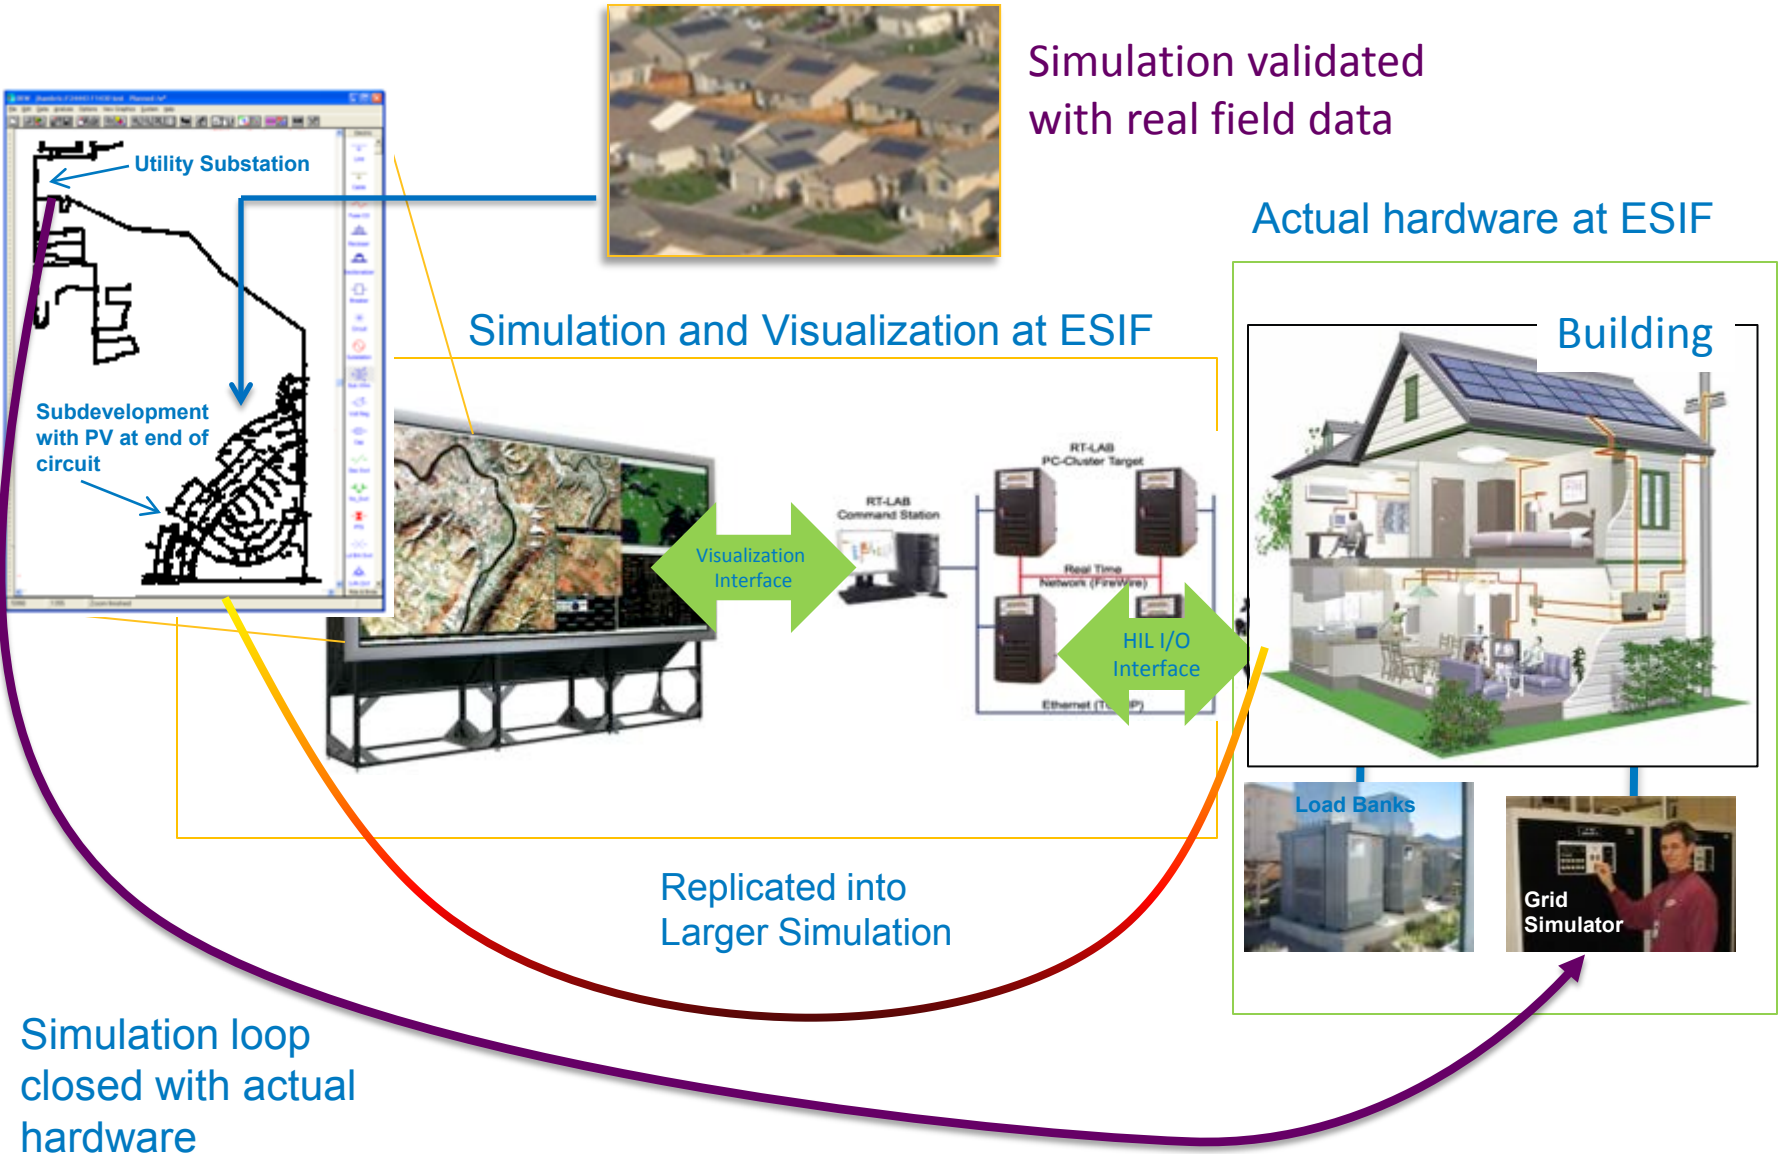 Simulation validated
with real field data
Utility Substation
Actual hardware at ESIF
Simulation and Visualization at ESIF
Building
Subdevelopment
with PV at end of
circuit
RT-LAB
PC-Cluster Target
RT-LAB
Command Station
Visualization
Interface
Real Time
Network (FireWire)
HIL I/O
Interface
Ethernet
Load Banks
Grid
Simulator
Replicated into
Larger Simulation
Simulation loop
closed with actual
hardware